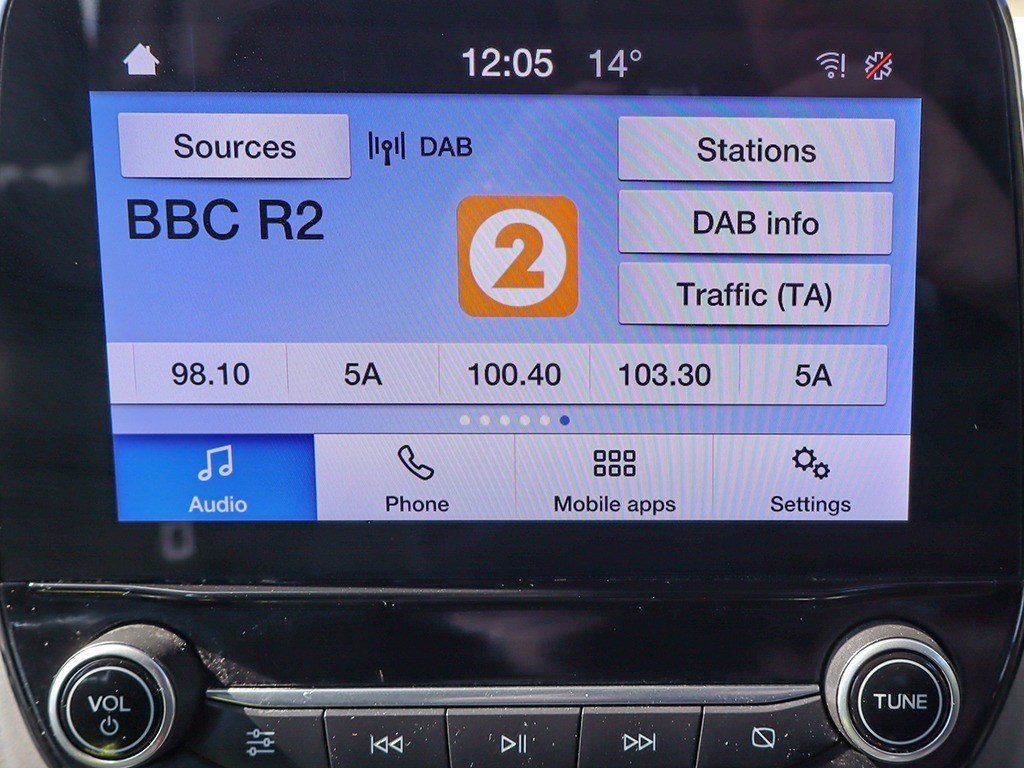 12:05 14°
Sources DAB Stations
BBC R2
2
DAB info
Traffic (TA)
98.10 5A 100.40 103.30 5A
Audio Phone Mobile apps Settings
VOL TUNE